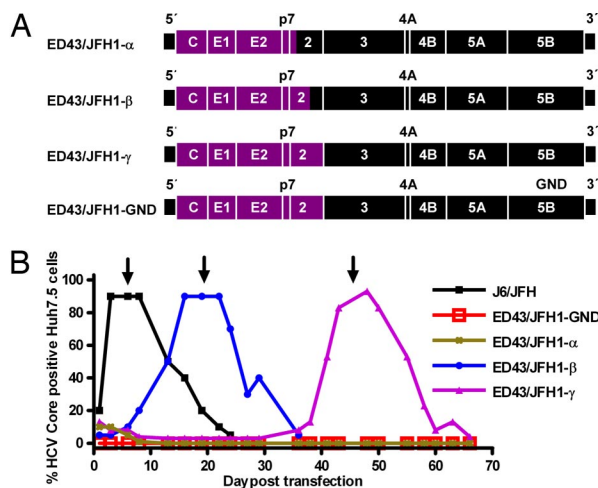 A
5´ p7 4A 3´
ED43/JFH1-α C E1 E2 2 3 4B 5A 5B
5´ p7 4A 3´
ED43/JFH1-β C E1 E2 2 3 4B 5A 5B
5´ p7 4A 3´
ED43/JFH1-γ C E1 E2 2 3 4B 5A 5B
5´ p7 4A GND 3´
ED43/JFH1-GND C E1 E2 2 3 4B 5A 5B
B
% HCV Core positive Huh7.5 cells
100
80
60
40
20
0
0 10 20 30 40 50 60 70
Day post transfection
J6/JFH
ED43/JFH1-GND
ED43/JFH1-α
ED43/JFH1-β
ED43/JFH1-γ